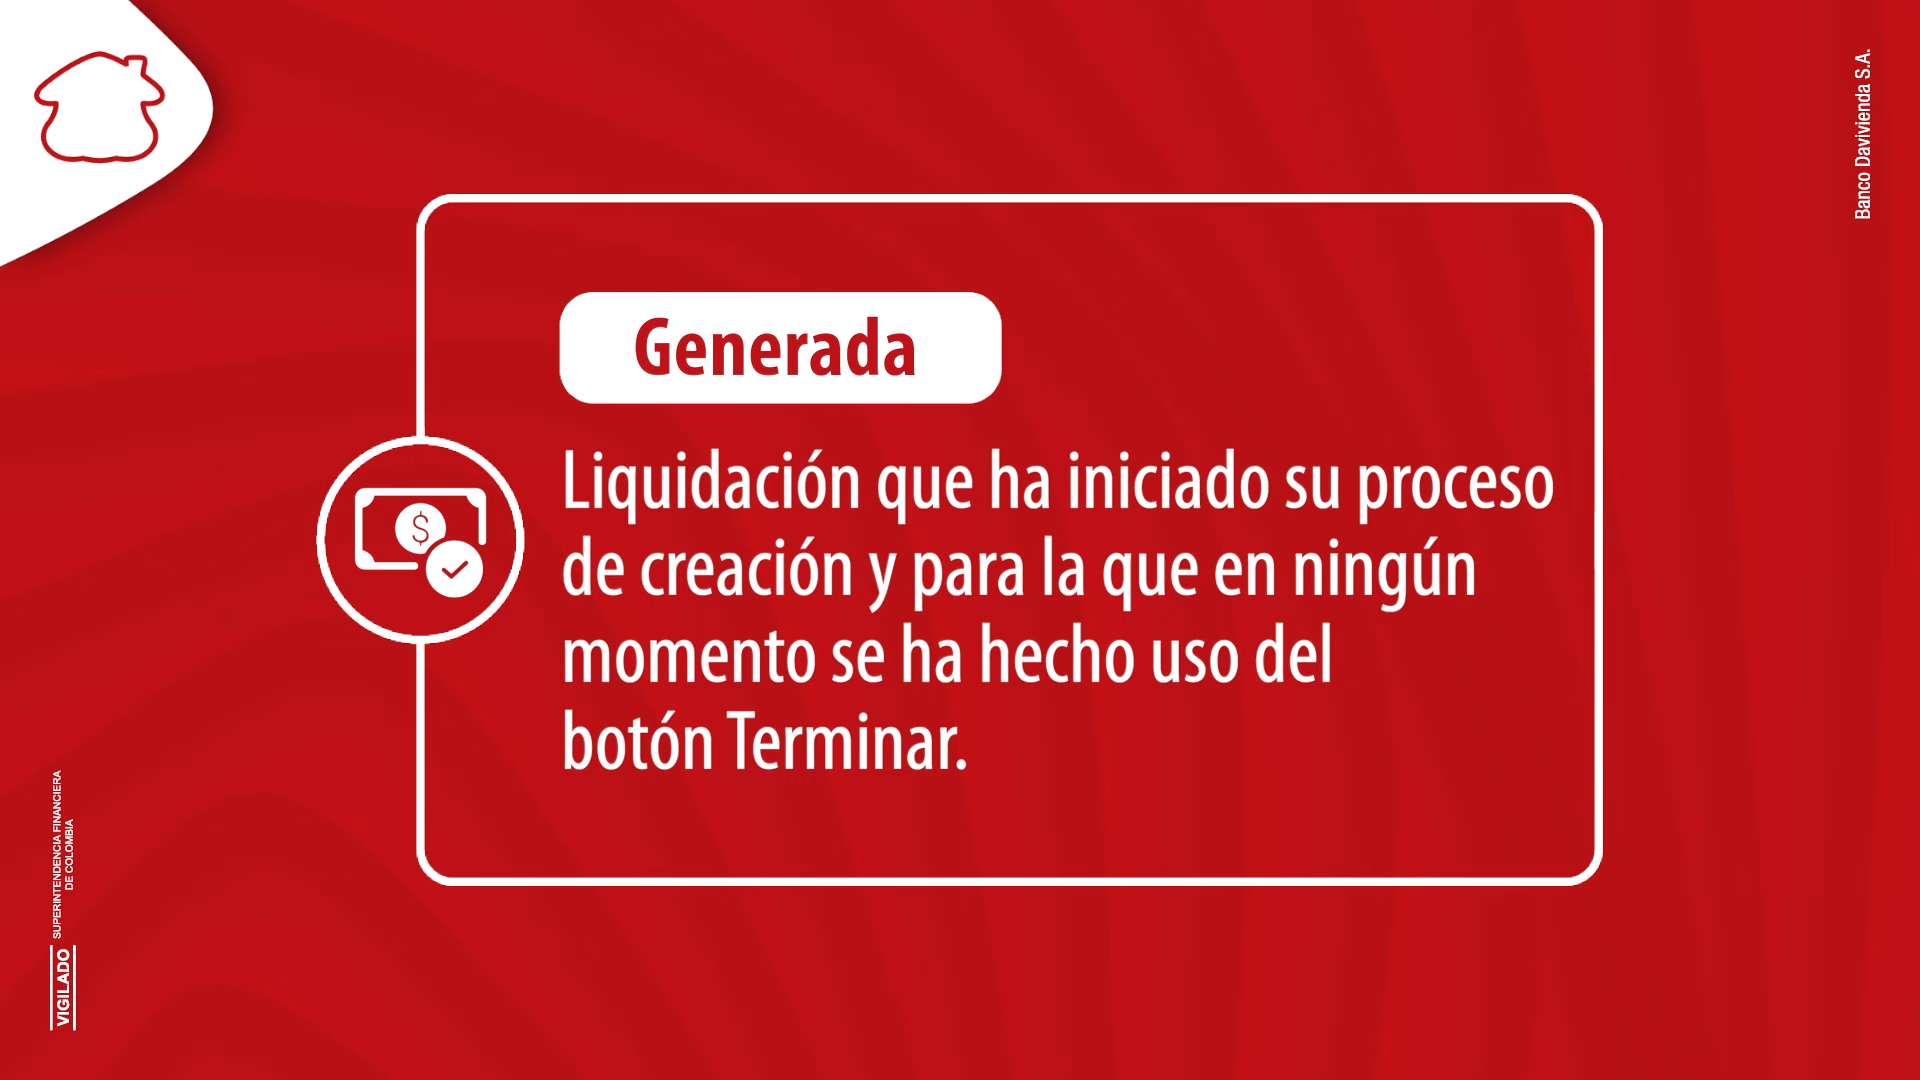 Banco Davivienda S.A.
Generada
$
Liquidación que ha iniciado su proceso
de creación y para la que en ningún
momento se ha hecho uso del
botón Terminar.
VIGILADO
SUPERINTENDENCIA FINANCIERA
DE COLOMBIA